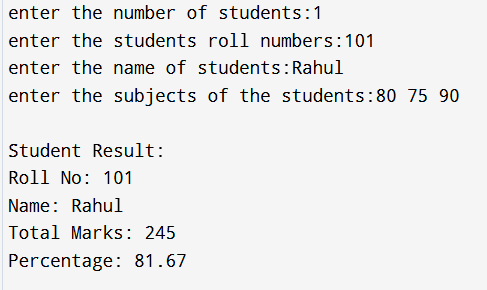 enter the number of students:1
enter the students roll numbers:101
enter the name of students:Rahul
enter the subjects of the students:80 75 90
Student Result:
Roll No: 101
Name: Rahul
Total Marks: 245
Percentage: 81.67